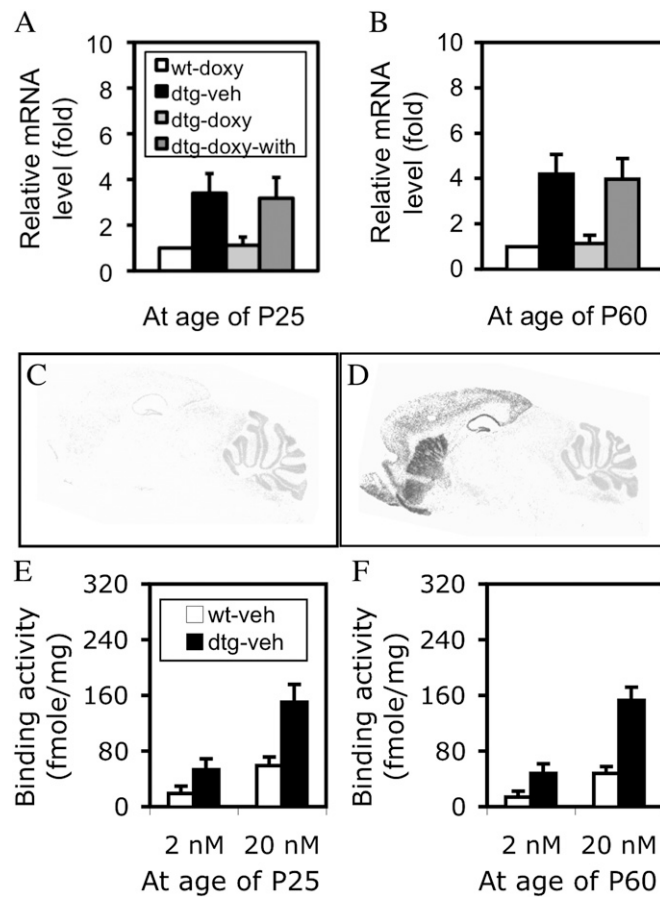 A
B
10
8
6
4
2
0
Relative mRNA
level (fold)
wt-doxy
dtg-veh
dtg-doxy
dtg-doxy-with
At age of P25
10
8
6
4
2
0
Relative mRNA
level (fold)
At age of P60
C
D
E
F
320
240
160
80
0
Binding activity
(fmole/mg)
wt-veh
dtg-veh
2 nM 20 nM
At age of P25
320
240
160
80
0
Binding activity
(fmole/mg)
2 nM 20 nM
At age of P60